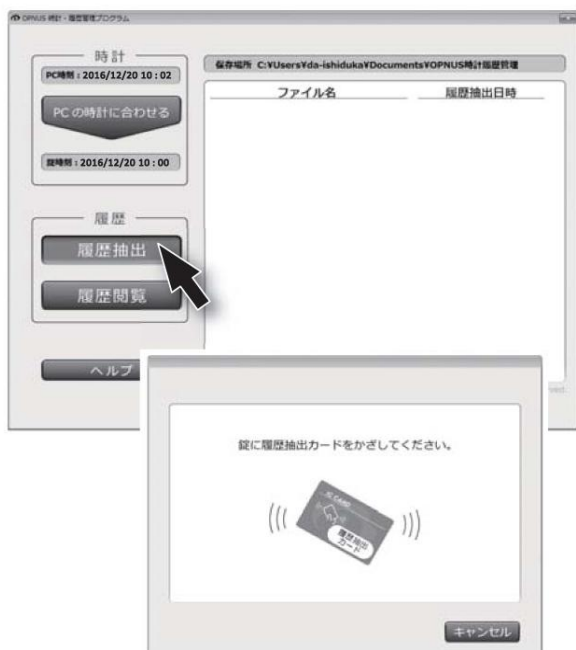 OPNUS 時計・履歴管理プログラム
時計
PC時刻：2016/12/20 10：02
PC の時計に合わせる
錠時刻：2016/12/20 10：00
履歴
履歴抽出
履歴閲覧
ヘルプ
保存場所 C:¥Users¥da-ishiduka¥Documents¥OPNUS時計履歴管理
ファイル名 履歴抽出日時
錠に履歴抽出カードをかざしてください。
IC CARD
履歴抽出
カード
キャンセル